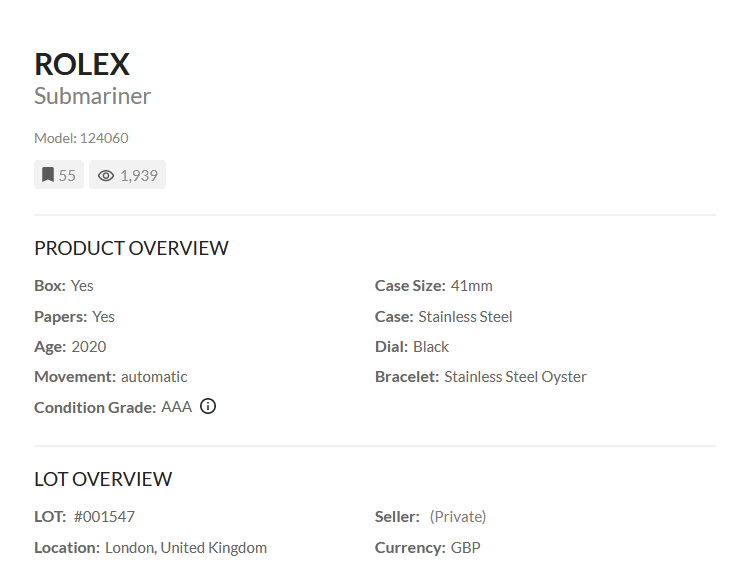 ROLEX
Submariner
Model: 124060
55 1,939
PRODUCT OVERVIEW
Box: Yes Case Size: 41mm
Papers: Yes Case: Stainless Steel
Age: 2020 Dial: Black
Movement: automatic Bracelet: Stainless Steel Oyster
Condition Grade: AAA
LOT OVERVIEW
LOT: #001547 Seller: (Private)
Location: London, United Kingdom Currency: GBP